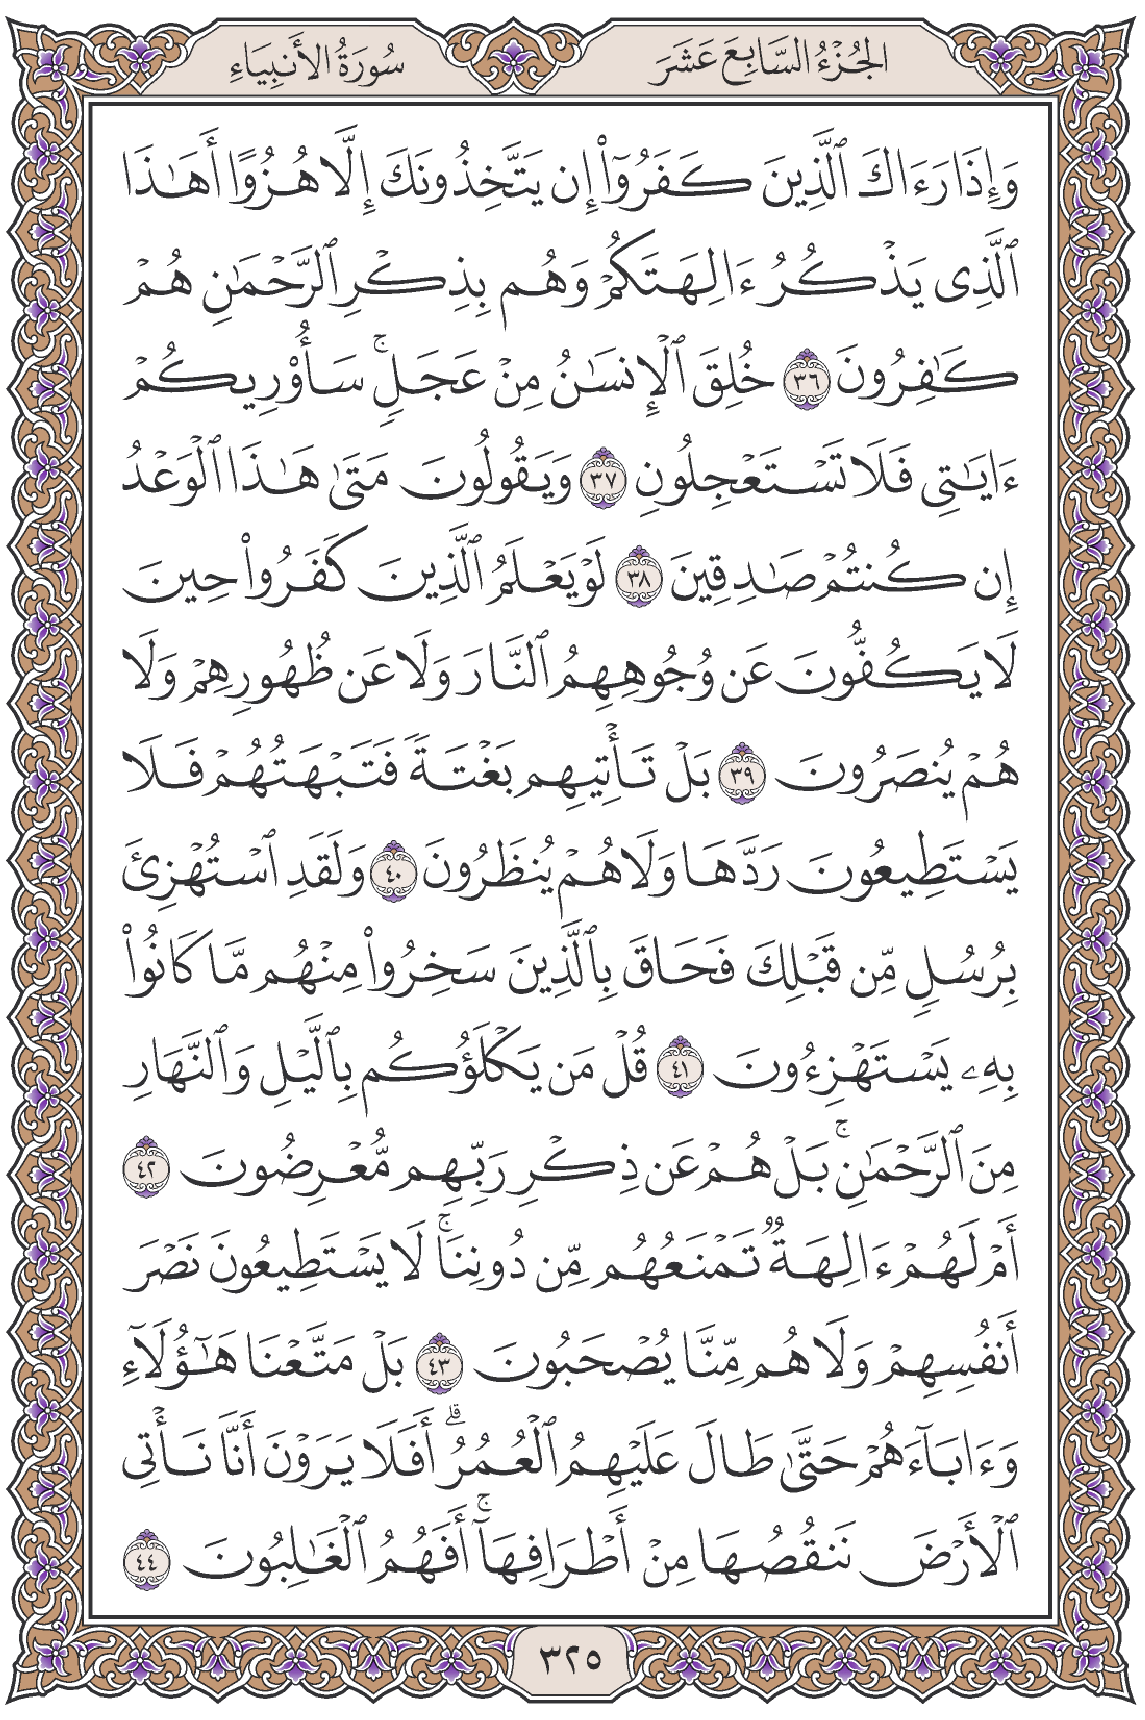 الجُزْءُ السَّابِعَ عَشَرَ
سُورَةُ الأَنبِيَاءِ
وَإِذَا رَءَاكَ ٱلَّذِينَ كَفَرُوٓا۟ إِن يَتَّخِذُونَكَ إِلَّا هُزُوًا أَهَـٰذَا
ٱلَّذِى يَذْكُرُ ءَالِهَتَكُمْ وَهُم بِذِكْرِ ٱلرَّحْمَـٰنِ هُمْ
كَـٰفِرُونَ ٣٦ خُلِقَ ٱلْإِنسَـٰنُ مِنْ عَجَلٍ ۚ سَأُو۟رِيكُمْ
ءَايَـٰتِى فَلَا تَسْتَعْجِلُونِ ٣٧ وَيَقُولُونَ مَتَىٰ هَـٰذَا ٱلْوَعْدُ
إِن كُنتُمْ صَـٰدِقِينَ ٣٨ لَوْ يَعْلَمُ ٱلَّذِينَ كَفَرُوا۟ حِينَ
لَا يَكُفُّونَ عَن وُجُوهِهِمُ ٱلنَّارَ وَلَا عَن ظُهُورِهِمْ وَلَا
هُمْ يُنصَرُونَ ٣٩ بَلْ تَأْتِيهِم بَغْتَةً فَتَبْهَتُهُمْ فَلَا
يَسْتَطِيعُونَ رَدَّهَا وَلَا هُمْ يُنظَرُونَ ٤٠ وَلَقَدِ ٱسْتُهْزِئَ
بِرُسُلٍ مِّن قَبْلِكَ فَحَاقَ بِٱلَّذِينَ سَخِرُوا۟ مِنْهُم مَّا كَانُوا۟
بِهِۦ يَسْتَهْزِءُونَ ٤١ قُلْ مَن يَكْلَؤُكُم بِٱلَّيْلِ وَٱلنَّهَارِ
مِنَ ٱلرَّحْمَـٰنِ ۚ بَلْ هُمْ عَن ذِكْرِ رَبِّهِم مُّعْرِضُونَ ٤٢
أَمْ لَهُمْ ءَالِهَةٌ تَمْنَعُهُم مِّن دُونِنَا ۚ لَا يَسْتَطِيعُونَ نَصْرَ
أَنفُسِهِمْ وَلَا هُم مِّنَّا يُصْحَبُونَ ٤٣ بَلْ مَتَّعْنَا هَـٰٓؤُلَآءِ
وَءَابَآءَهُمْ حَتَّىٰ طَالَ عَلَيْهِمُ ٱلْعُمُرُ ۗ أَفَلَا يَرَوْنَ أَنَّا نَأْتِى
ٱلْأَرْضَ نَنقُصُهَا مِنْ أَطْرَافِهَآ ۚ أَفَهُمُ ٱلْغَـٰلِبُونَ ٤٤
٣٢٥